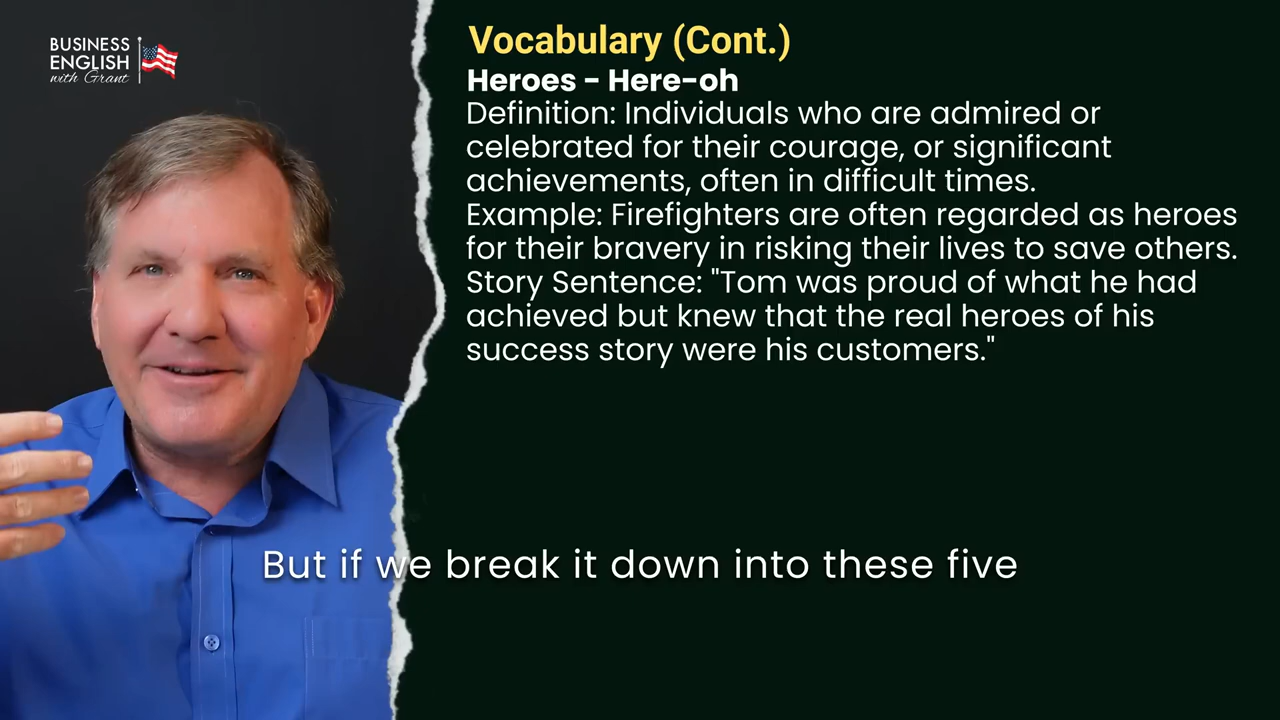 BUSINESS
ENGLISH
with Grant
Vocabulary (Cont.)
Heroes - Here-oh
Definition: Individuals who are admired or
celebrated for their courage, or significant
achievements, often in difficult times.
Example: Firefighters are often regarded as heroes
for their bravery in risking their lives to save others.
Story Sentence: "Tom was proud of what he had
achieved but knew that the real heroes of his
success story were his customers."
But if we break it down into these five